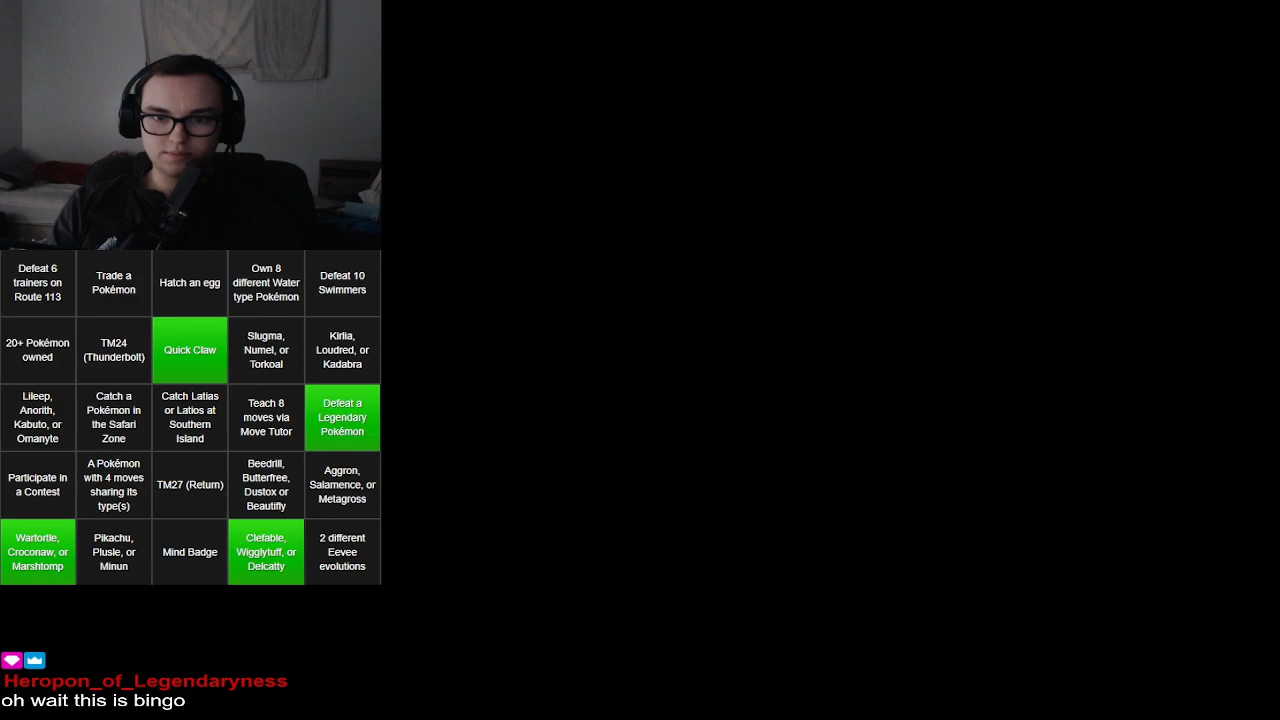 Defeat 6
trainers on
Route 113
Trade a
Pokémon
Hatch an egg
Own 8
different Water
type Pokémon
Defeat 10
Swimmers
20+ Pokémon
owned
TM24
(Thunderbolt)
Quick Claw
Slugma,
Numel, or
Torkoal
Kirlia,
Loudred, or
Kadabra
Lileep,
Anorith,
Kabuto, or
Omanyte
Catch a
Pokémon in
the Safari
Zone
Catch Latias
or Latios at
Southern
Island
Teach 8
moves via
Move Tutor
Defeat a
Legendary
Pokémon
Participate in
a Contest
A Pokémon
with 4 moves
sharing its
type(s)
TM27 (Return)
Beedrill,
Butterfree,
Dustox or
Beautifly
Aggron,
Salamence, or
Metagross
Wartortle,
Croconaw, or
Marshtomp
Pikachu,
Plusle, or
Minun
Mind Badge
Clefable,
Wigglytuff, or
Delcatty
2 different
Eevee
evolutions
Heropon_of_Legendaryness
oh wait this is bingo